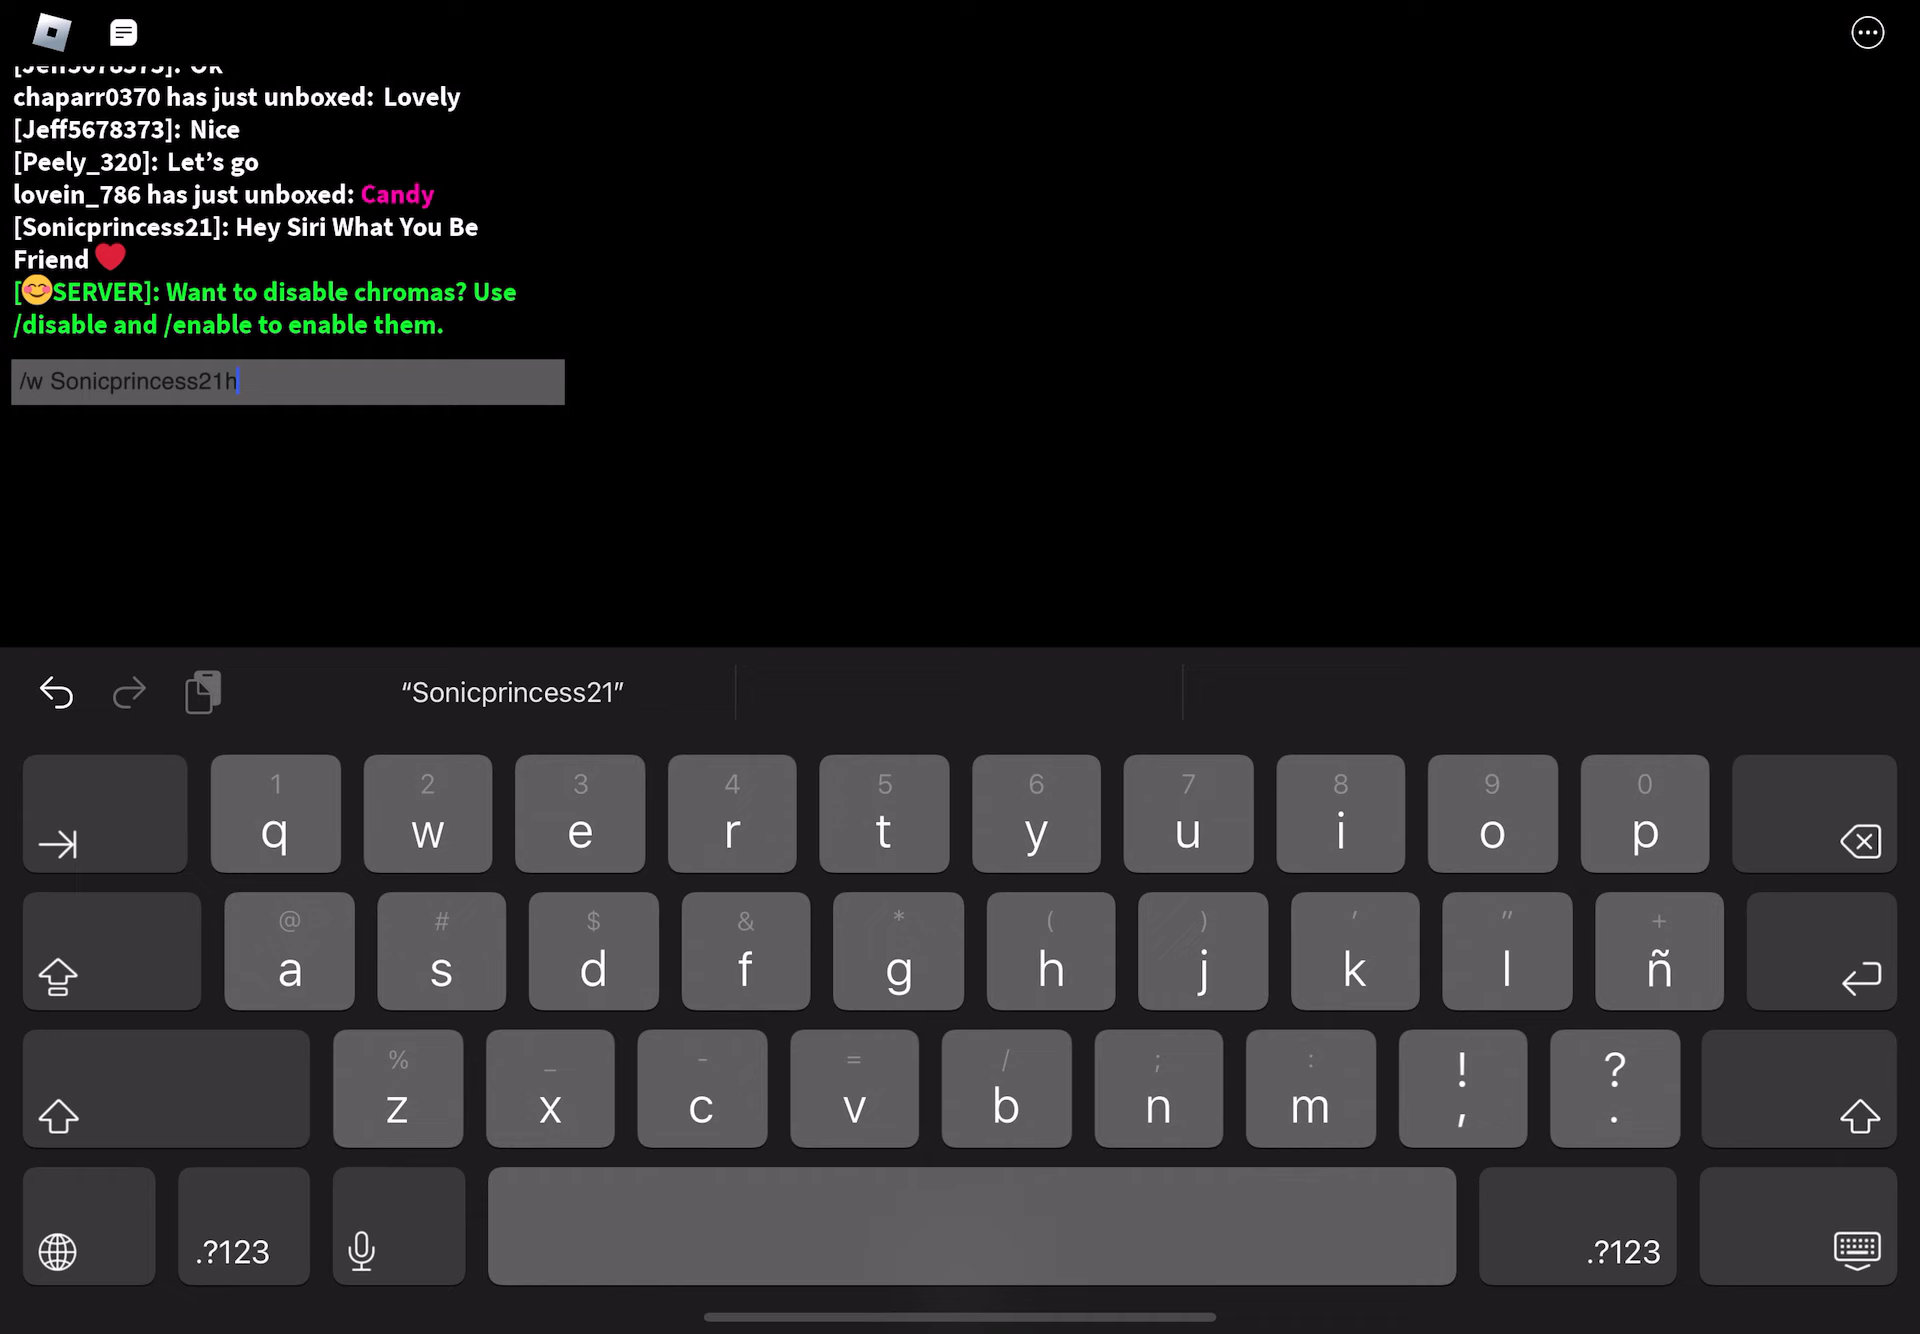 [Jeff5678373]: Ok
chaparr0370 has just unboxed: Lovely
[Jeff5678373]: Nice
[Peely_320]: Let’s go
lovein_786 has just unboxed: Candy
[Sonicprincess21]: Hey Siri What You Be
Friend ❤️
[😊SERVER]: Want to disable chromas? Use
/disable and /enable to enable them.
/w Sonicprincess21h
“Sonicprincess21”
1 2 3 4 5 6 7 8 9 0
q w e r t y u i o p
@ # $ & * ( ) ' " +
a s d f g h j k l ñ
% _ - = / ; : ! ?
z x c v b n m , .
.?123 .?123